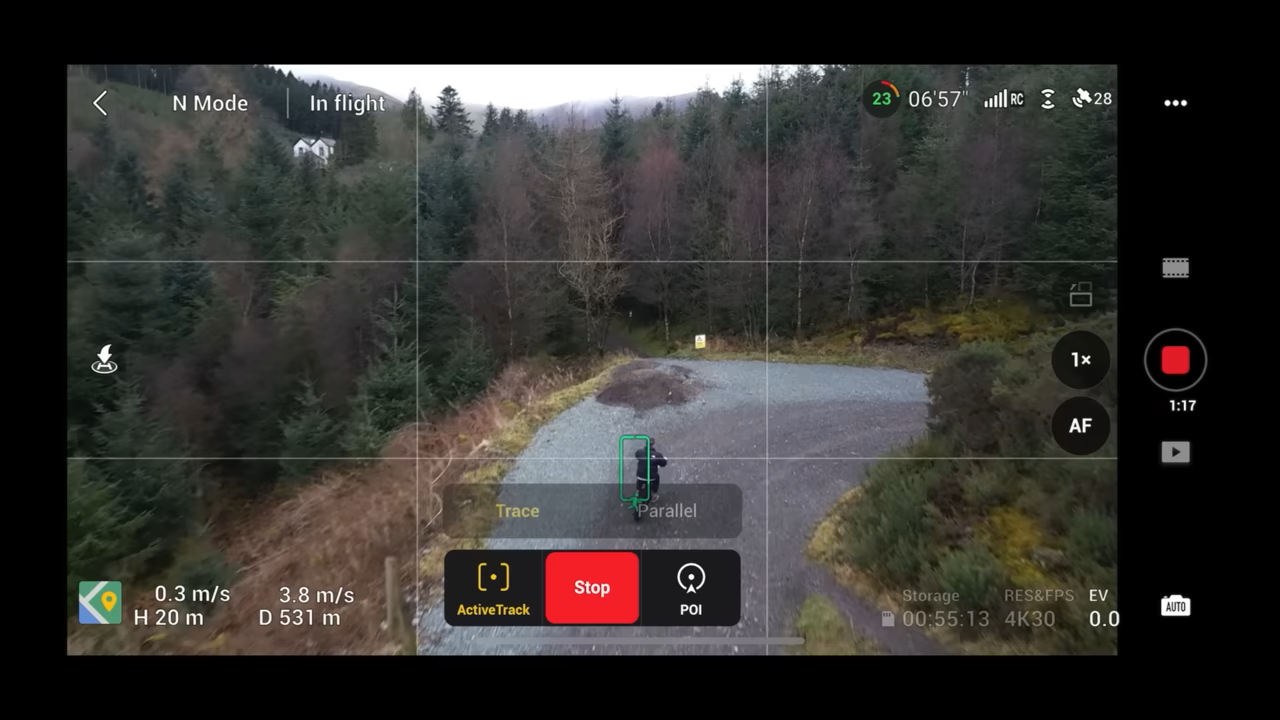 N Mode
In flight
23
06'57"
RC
28
1×
AF
1:17
Trace
Parallel
ActiveTrack
Stop
POI
0.3 m/s
3.8 m/s
H 20 m
D 531 m
Storage
RES&FPS
EV
00:55:13
4K30
0.0
AUTO